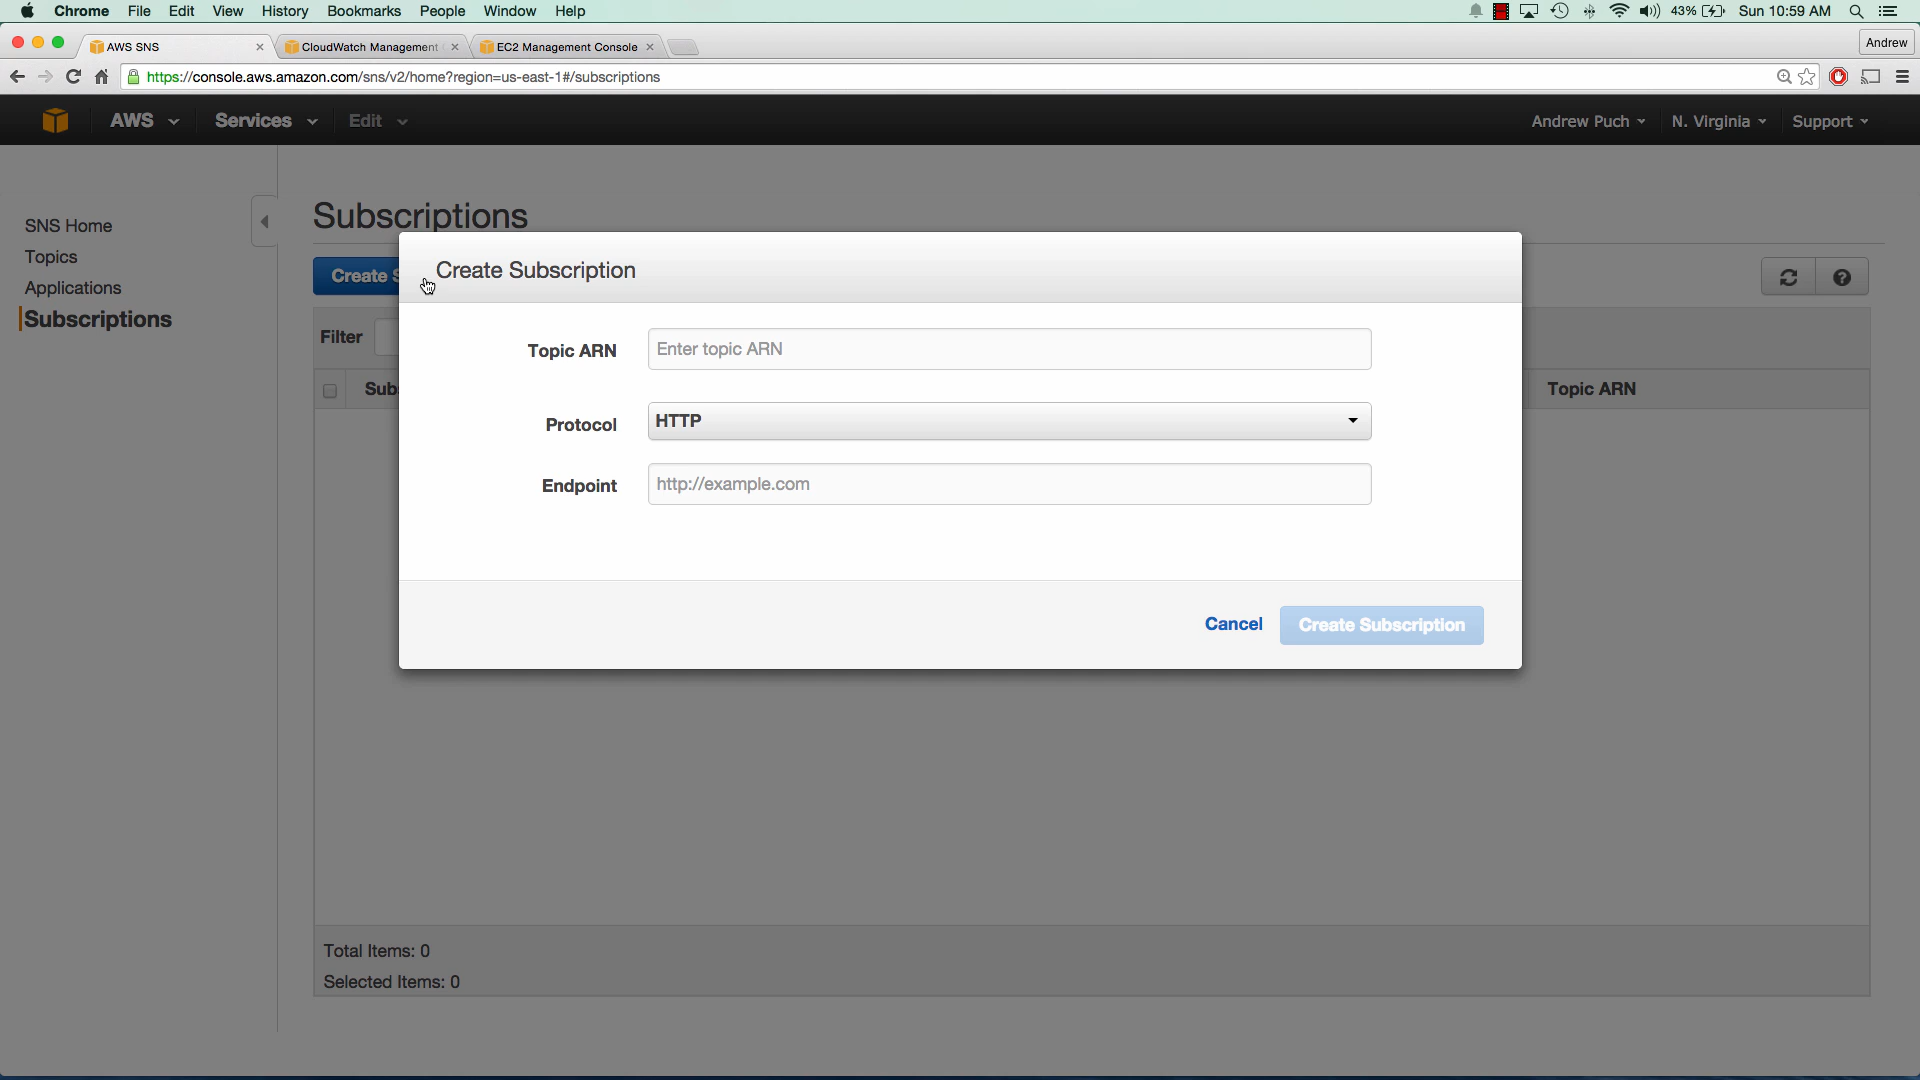 Chrome File Edit View History Bookmarks People Window Help 43% Sun 10:59 AM
AWS SNS CloudWatch Management EC2 Management Console Andrew
https://console.aws.amazon.com/sns/v2/home?region=us-east-1#/subscriptions
AWS Services Edit Andrew Puch N. Virginia Support
SNS Home
Topics
Applications
Subscriptions
Subscriptions
Create S
Filter
Sub
Topic ARN
Create Subscription
Topic ARN Enter topic ARN
Protocol HTTP
Endpoint http://example.com
Cancel Create Subscription
Total Items: 0
Selected Items: 0